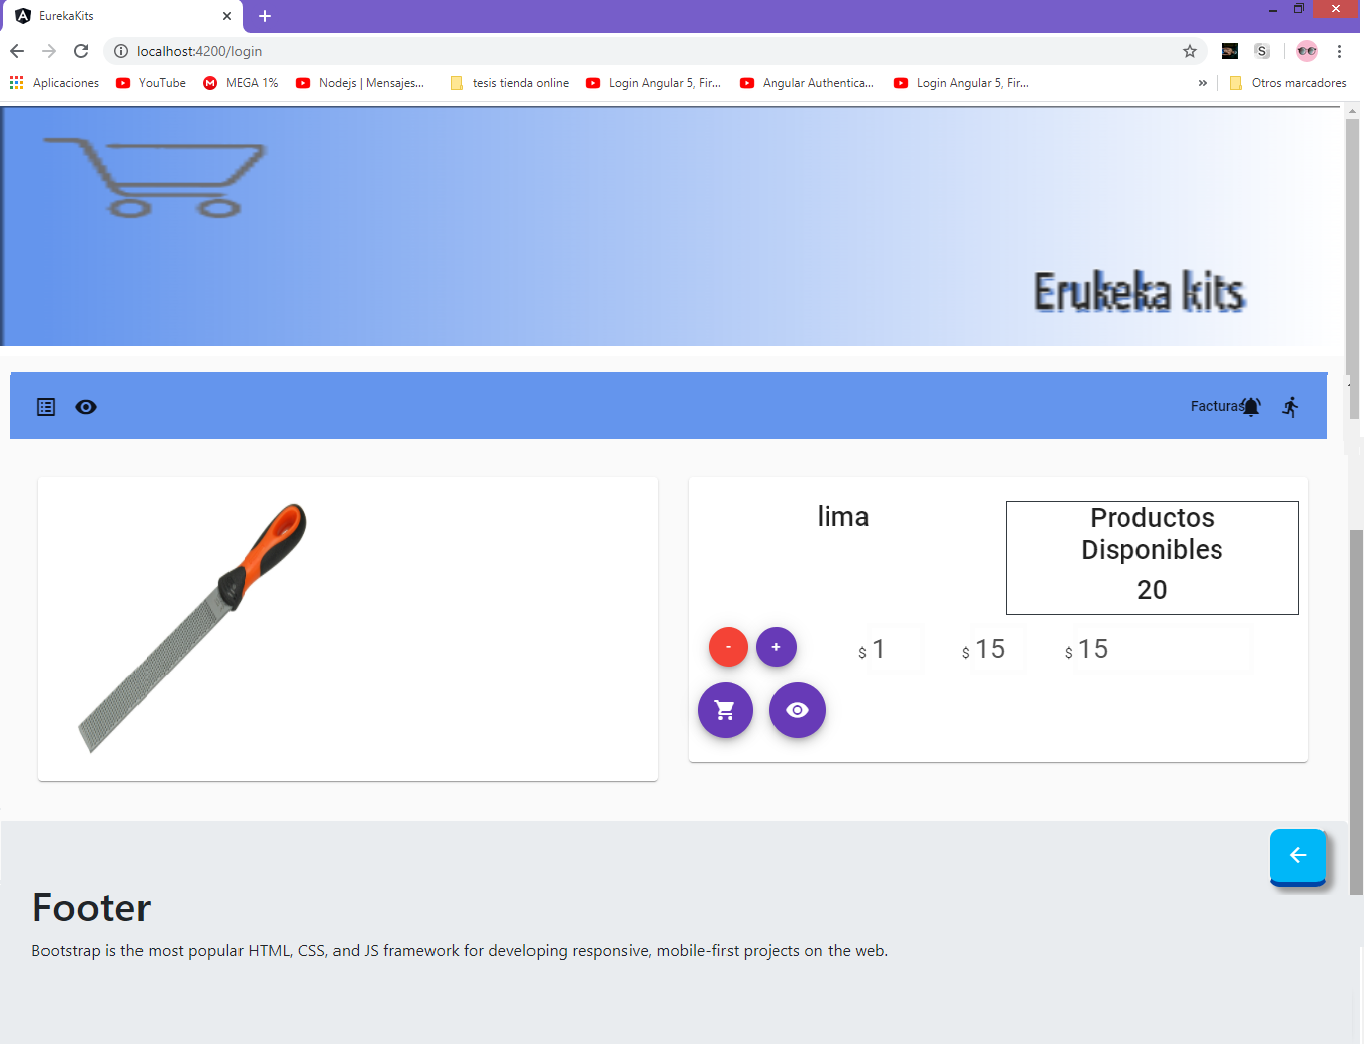 EurekaKits
localhost:4200/login
Aplicaciones YouTube MEGA 1% Nodejs | Mensajes... tesis tienda online Login Angular 5, Fir... Angular Authentica... Login Angular 5, Fir... » Otros marcadores
Erukeka kits
Facturas
lima
Productos
Disponibles
20
- + $ 1 $ 15 $ 15
Footer
Bootstrap is the most popular HTML, CSS, and JS framework for developing responsive, mobile-first projects on the web.